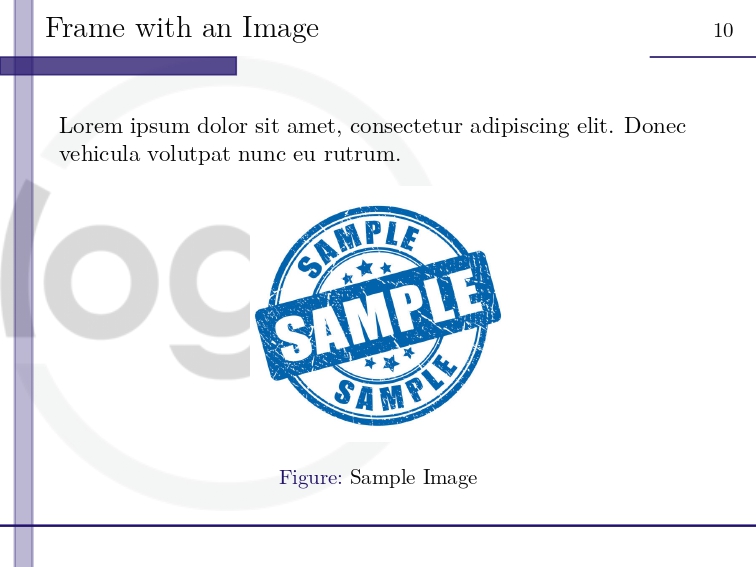 Frame with an Image
10
Lorem ipsum dolor sit amet, consectetur adipiscing elit. Donec
vehicula volutpat nunc eu rutrum.
log
SAMPLE
SAMPLE
SAMPLE
Figure: Sample Image